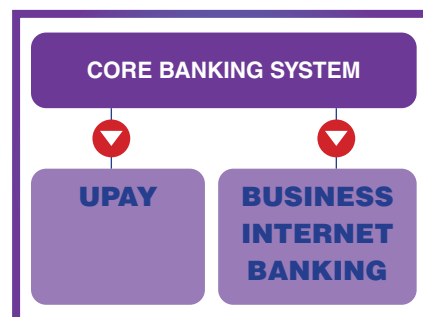 CORE BANKING SYSTEM
UPAY
BUSINESS
INTERNET
BANKING